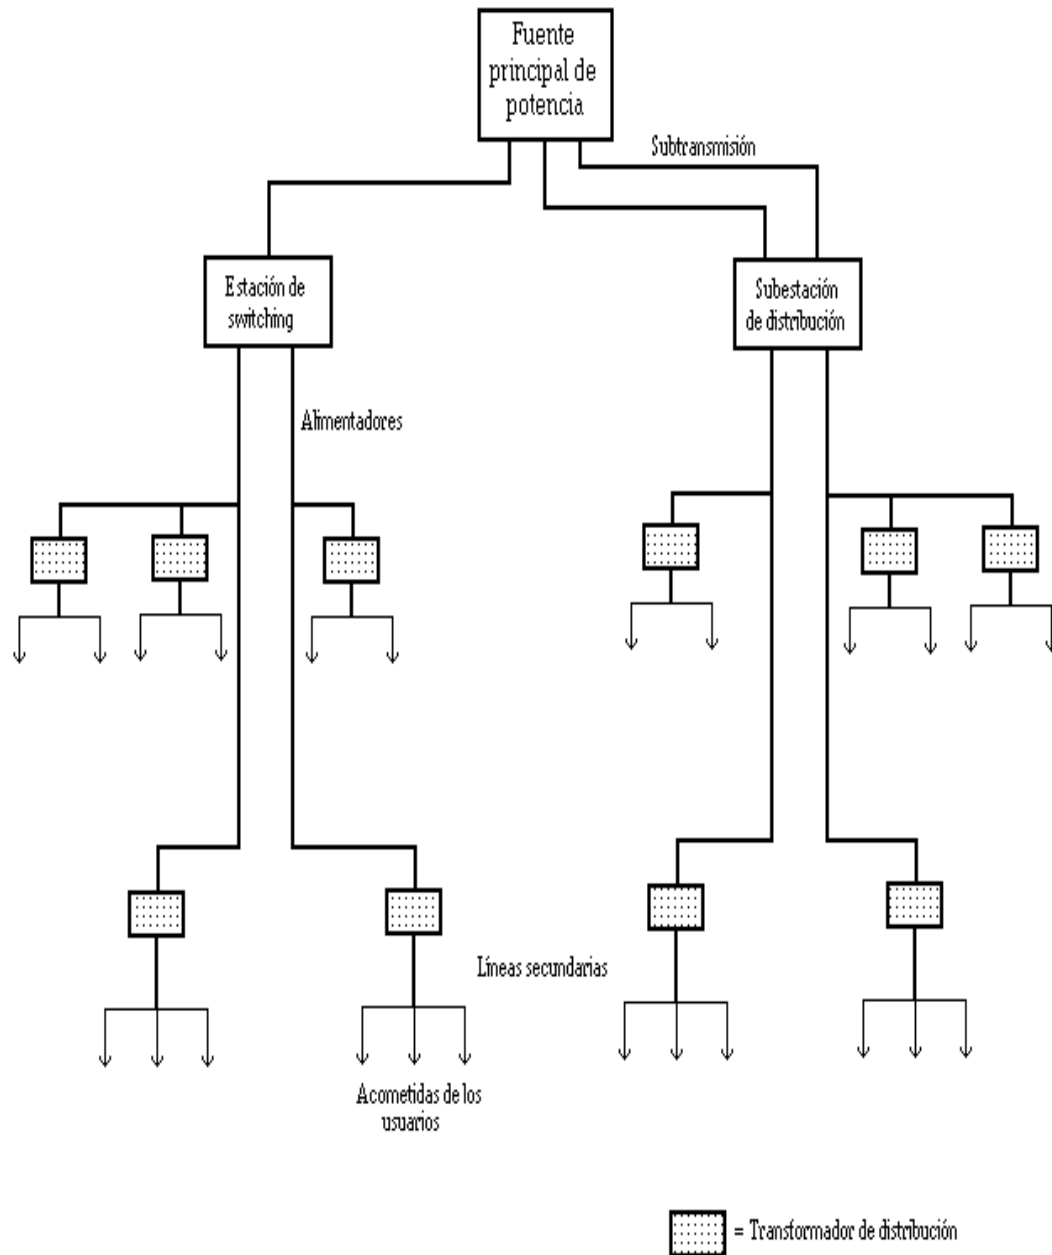 Fuente
principal de
potencia
Subtransmisión
Estación de
switching
Subestación
de distribución
Alimentadores
Líneas secundarias
Acometidas de los
usuarios
= Transformador de distribución